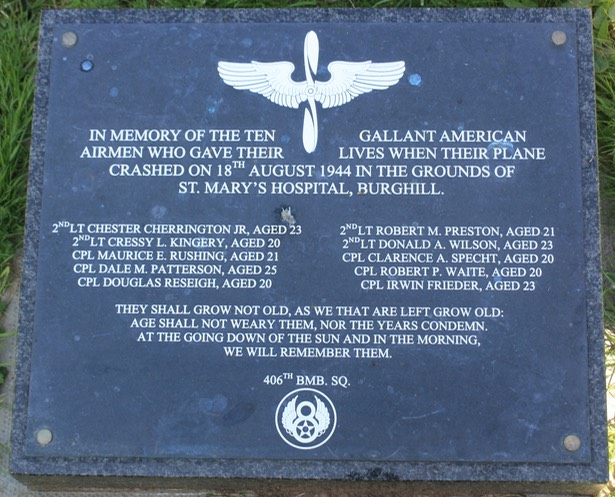 IN MEMORY OF THE TEN GALLANT AMERICAN
AIRMEN WHO GAVE THEIR LIVES WHEN THEIR PLANE
CRASHED ON 18TH AUGUST 1944 IN THE GROUNDS OF
ST. MARY'S HOSPITAL, BURGHILL.
2ND LT CHESTER CHERRINGTON JR, AGED 23
2ND LT CRESSY L. KINGERY, AGED 20
CPL MAURICE E. RUSHING, AGED 21
CPL DALE M. PATTERSON, AGED 25
CPL DOUGLAS RESEIGH, AGED 20
2ND LT ROBERT M. PRESTON, AGED 21
2ND LT DONALD A. WILSON, AGED 23
CPL CLARENCE A. SPECHT, AGED 20
CPL ROBERT P. WAITE, AGED 20
CPL IRWIN FRIEDER, AGED 23
THEY SHALL GROW NOT OLD, AS WE THAT ARE LEFT GROW OLD:
AGE SHALL NOT WEARY THEM, NOR THE YEARS CONDEMN.
AT THE GOING DOWN OF THE SUN AND IN THE MORNING,
WE WILL REMEMBER THEM.
406TH BMB. SQ.
8